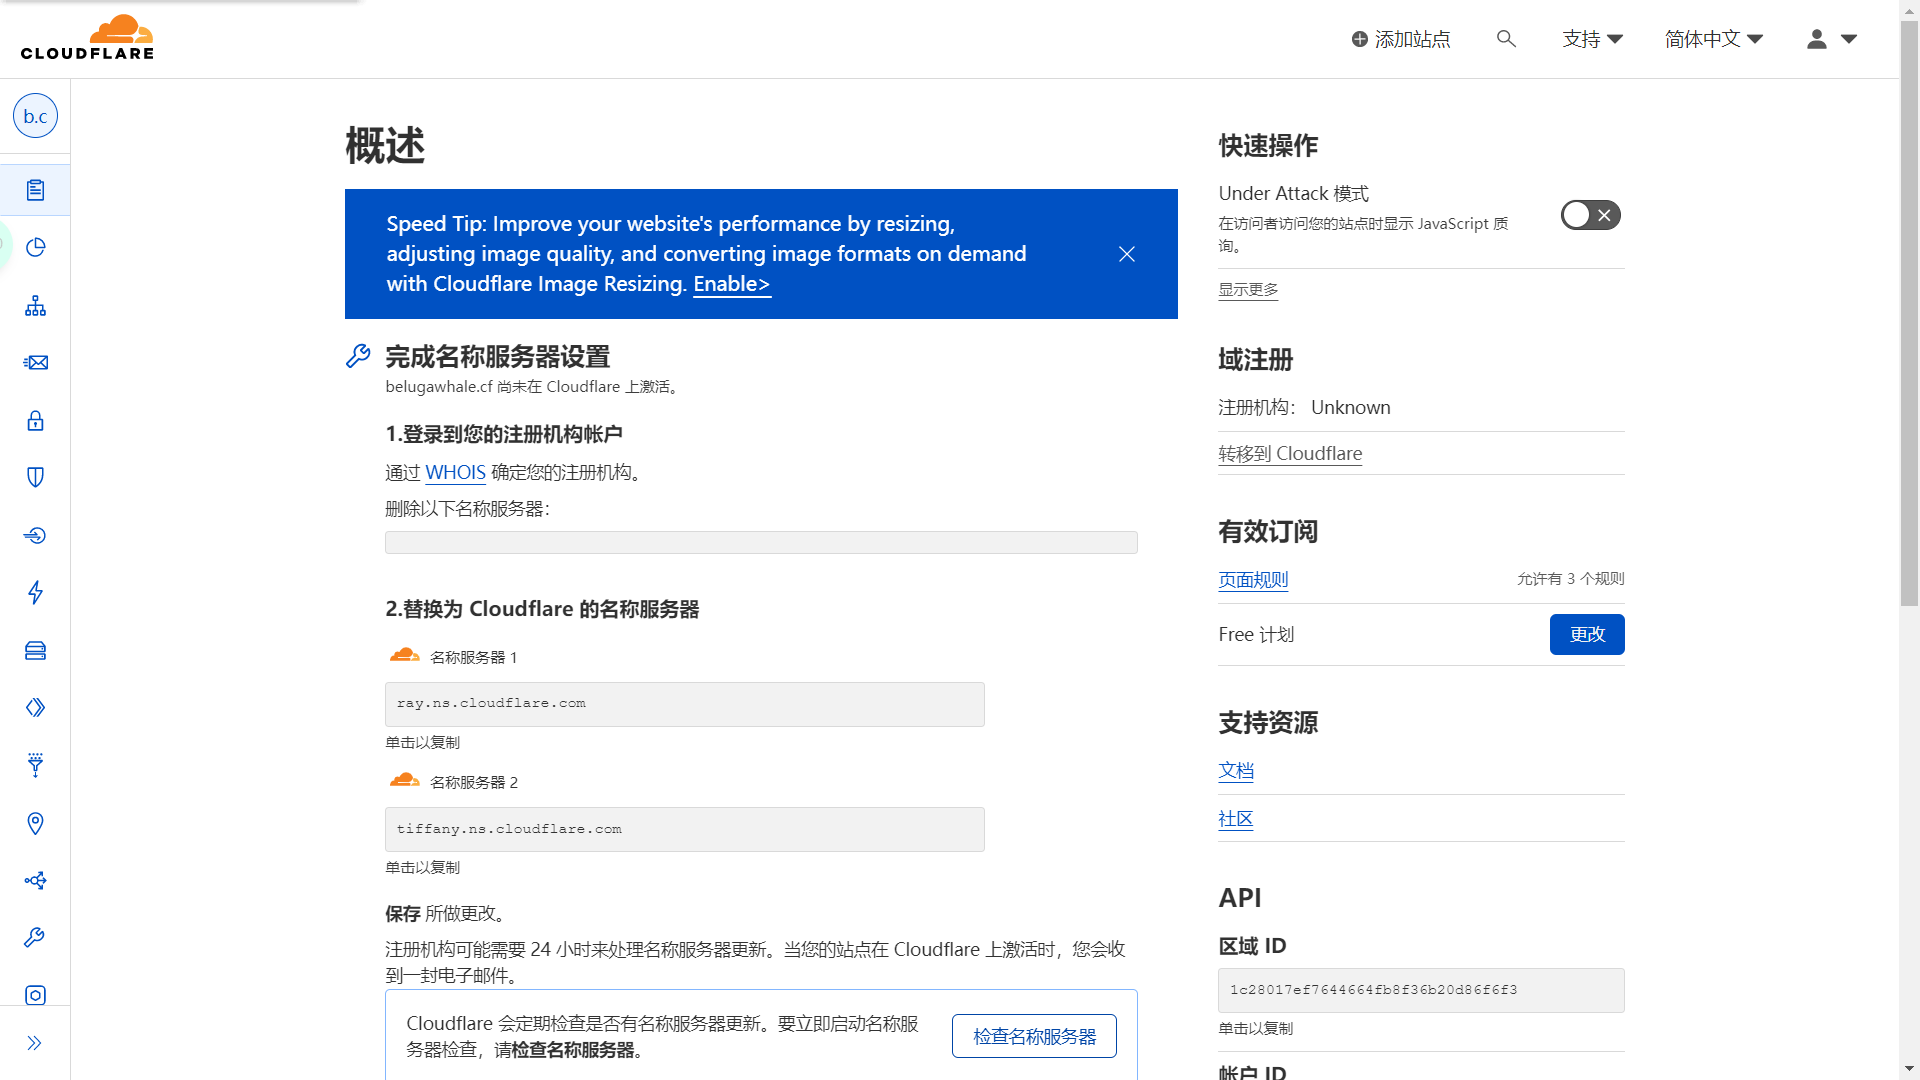 CLOUDFLARE
添加站点
支持
简体中文
b.c
概述
Speed Tip: Improve your website's performance by resizing,
adjusting image quality, and converting image formats on demand
with Cloudflare Image Resizing. Enable>
完成名称服务器设置
belugawhale.cf 尚未在 Cloudflare 上激活。
1.登录到您的注册机构帐户
通过 WHOIS 确定您的注册机构。
删除以下名称服务器：
2.替换为 Cloudflare 的名称服务器
名称服务器 1
ray.ns.cloudflare.com
单击以复制
名称服务器 2
tiffany.ns.cloudflare.com
单击以复制
保存 所做更改。
注册机构可能需要 24 小时来处理名称服务器更新。当您的站点在 Cloudflare 上激活时，您会收
到一封电子邮件。
Cloudflare 会定期检查是否有名称服务器更新。要立即启动名称服
务器检查，请检查名称服务器。
检查名称服务器
快速操作
Under Attack 模式
在访问者访问您的站点时显示 JavaScript 质
询。
显示更多
域注册
注册机构： Unknown
转移到 Cloudflare
有效订阅
页面规则
允许有 3 个规则
Free 计划
更改
支持资源
文档
社区
API
区域 ID
1c28017ef7644664fb8f36b20d86f6f3
单击以复制
帐户 ID